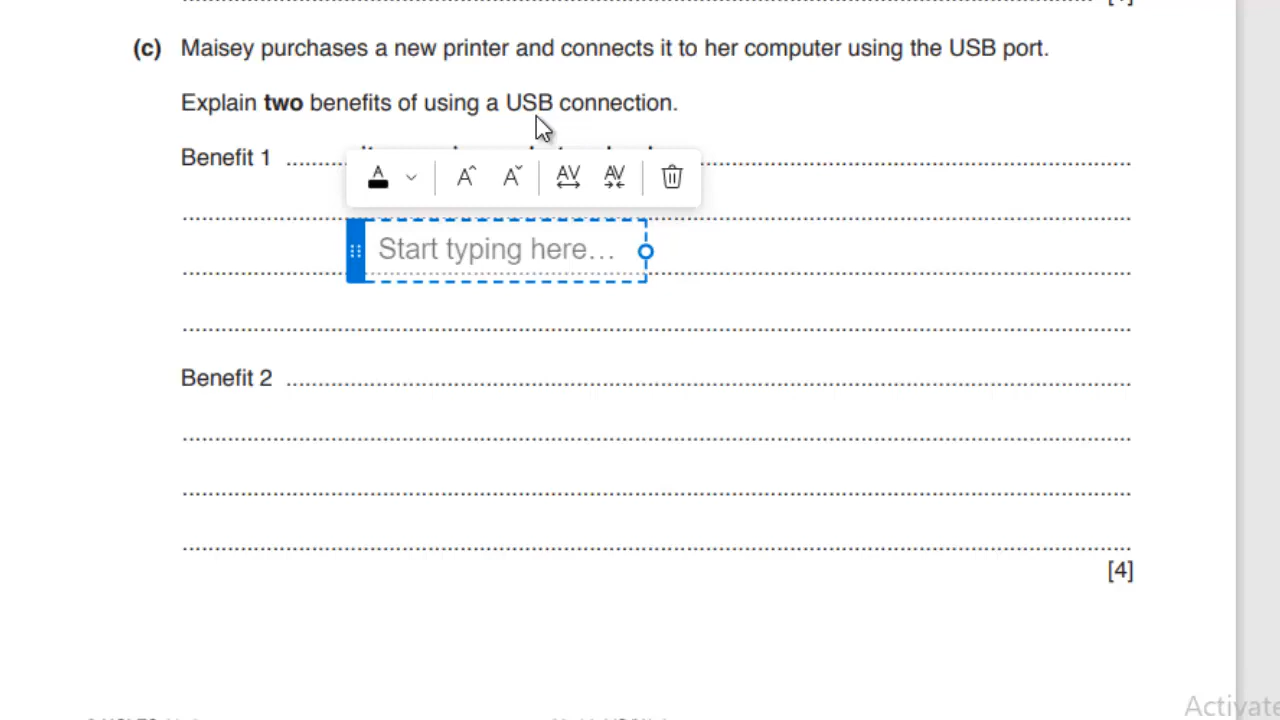 (c) Maisey purchases a new printer and connects it to her computer using the USB port.
Explain two benefits of using a USB connection.
Benefit 1
Start typing here...
Benefit 2
[4]
Activate